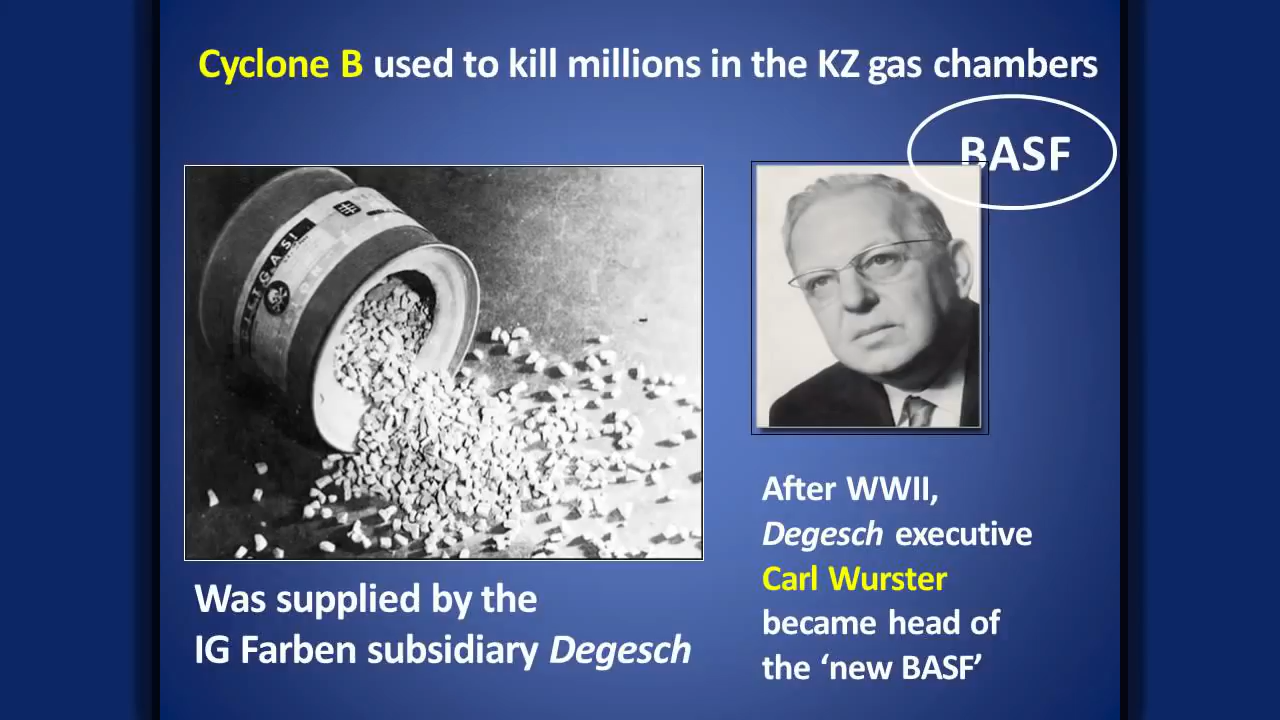 Cyclone B used to kill millions in the KZ gas chambers
BASF
GIFTGAS!
Was supplied by the
IG Farben subsidiary Degesch
After WWII,
Degesch executive
Carl Wurster
became head of
the ‘new BASF’